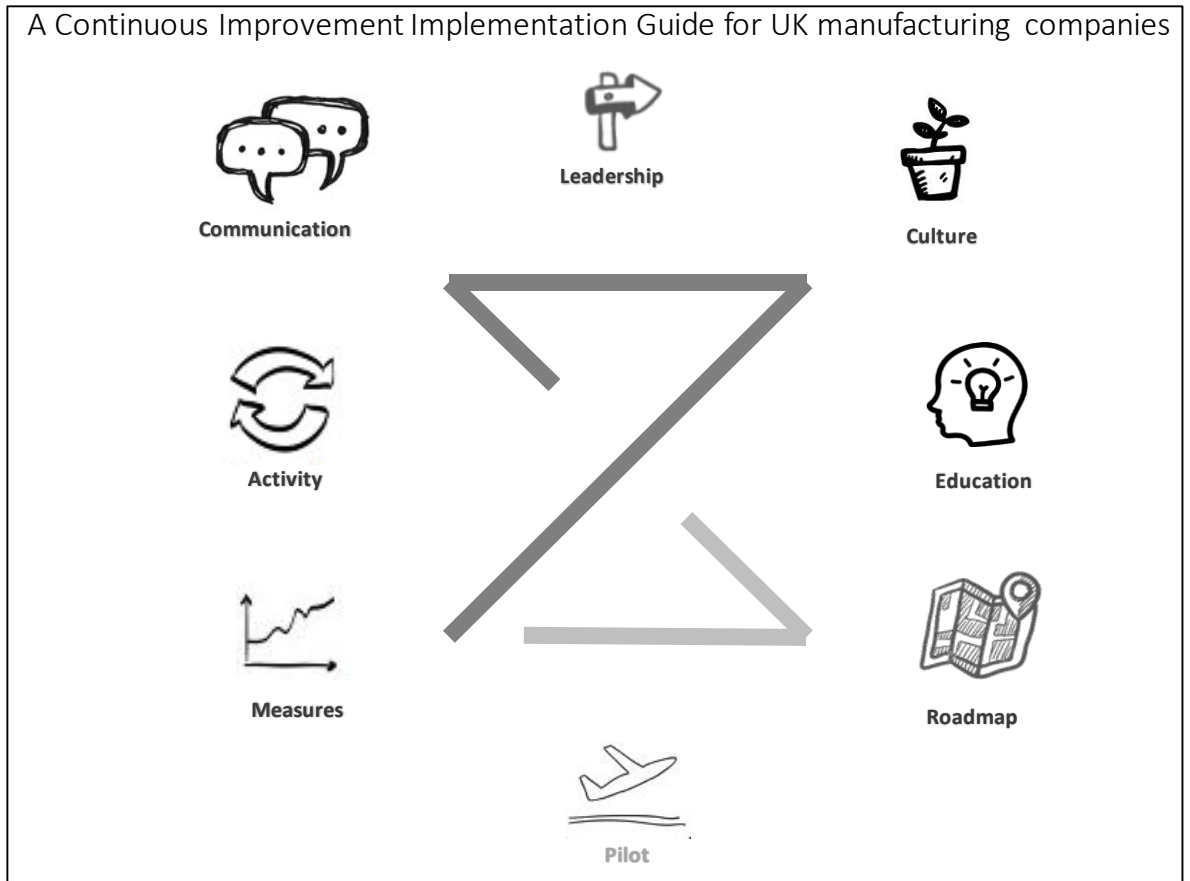 A Continuous Improvement Implementation Guide for UK manufacturing companies
Leadership
Communication
Culture
Activity
Education
Measures
Roadmap
Pilot